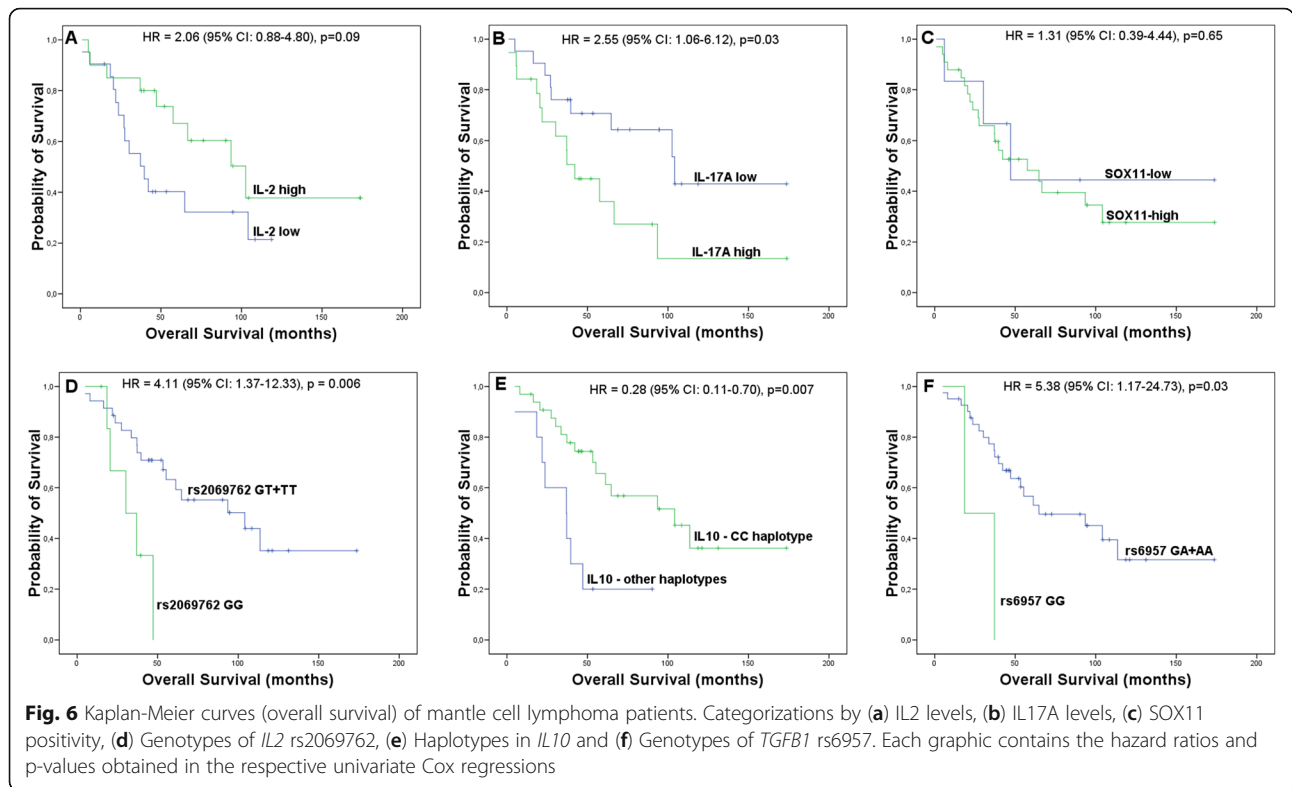 A
HR = 2.06 (95% CI: 0.88-4.80), p=0.09
1,0
0,8
0,6
0,4
0,2
0,0
Probability of Survival
IL-2 high
IL-2 low
0
50
100
150
200
Overall Survival (months)
B
HR = 2.55 (95% CI: 1.06-6.12), p=0.03
1,0
0,8
0,6
0,4
0,2
0,0
Probability of Survival
IL-17A low
IL-17A high
0
50
100
150
200
Overall Survival (months)
C
HR = 1.31 (95% CI: 0.39-4.44), p=0.65
1,0
0,8
0,6
0,4
0,2
0,0
Probability of Survival
SOX11-low
SOX11-high
0
50
100
150
200
Overall Survival (months)
D
HR = 4.11 (95% CI: 1.37-12.33), p = 0.006
1,0
0,8
0,6
0,4
0,2
0,0
Probability of Survival
rs2069762 GT+TT
rs2069762 GG
0
50
100
150
200
Overall Survival (months)
E
HR = 0.28 (95% CI: 0.11-0.70), p=0.007
1,0
0,8
0,6
0,4
0,2
0,0
Probability of Survival
IL10 - CC haplotype
IL10 - other haplotypes
0
50
100
150
200
Overall Survival (months)
F
HR = 5.38 (95% CI: 1.17-24.73), p=0.03
1,0
0,8
0,6
0,4
0,2
0,0
Probability of Survival
rs6957 GA+AA
rs6957 GG
0
50
100
150
200
Overall Survival (months)
Fig. 6 Kaplan-Meier curves (overall survival) of mantle cell lymphoma patients. Categorizations by (a) IL2 levels, (b) IL17A levels, (c) SOX11
positivity, (d) Genotypes of IL2 rs2069762, (e) Haplotypes in IL10 and (f) Genotypes of TGFB1 rs6957. Each graphic contains the hazard ratios and
p-values obtained in the respective univariate Cox regressions